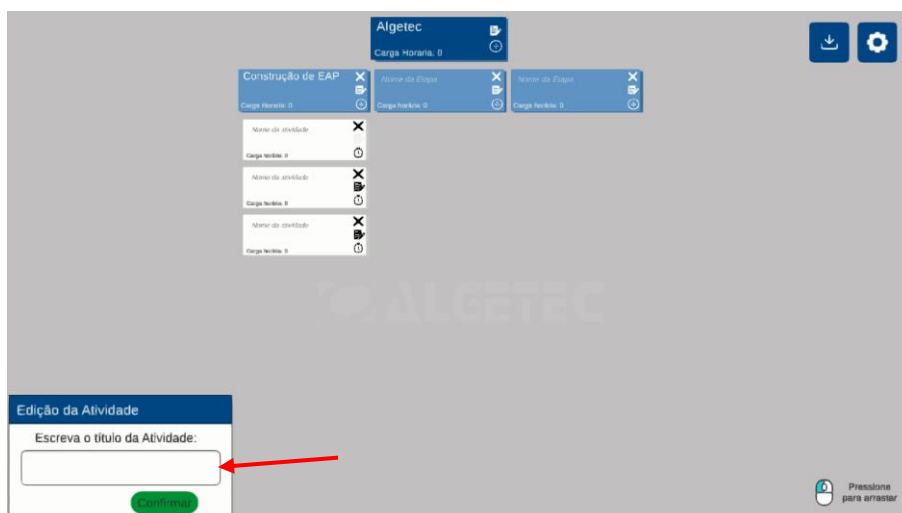 Algetec
Carga Horaria: 0
Construção de EAP
Carga Horaria: 0
Nome da Etapa
Carga horária: 0
Nome da Etapa
Carga horária: 0
Nome da atividade
Carga horária: 0
Nome da atividade
Carga horária: 0
Nome da atividade
Carga horária: 0
ALGETEC
Edição da Atividade
Escreva o título da Atividade:
Confirmar
Pressione
para arrastar